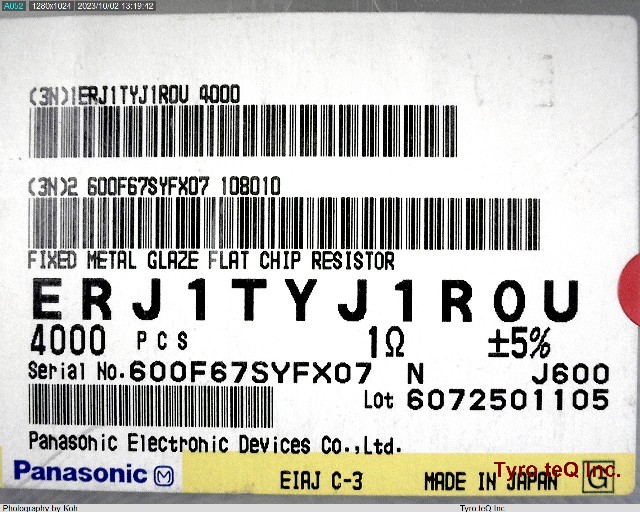 A052 1280x1024 2023/10/02 13:19:42
(3N)1ERJ1TYJ1R0U 4000
(3N)2 600F67SYFX07 108010
FIXED METAL GLAZE FLAT CHIP RESISTOR
ERJ1TYJ1R0U
4000 PCS 1Ω ±5%
Serial No.600F67SYFX07 N J600
Lot 6072501105
Panasonic Electronic Devices Co.,Ltd.
Panasonic M EIAJ C-3 MADE IN JAPAN G
Tyro.teQ Inc.
Photography by Koh Tyro.teQ Inc.